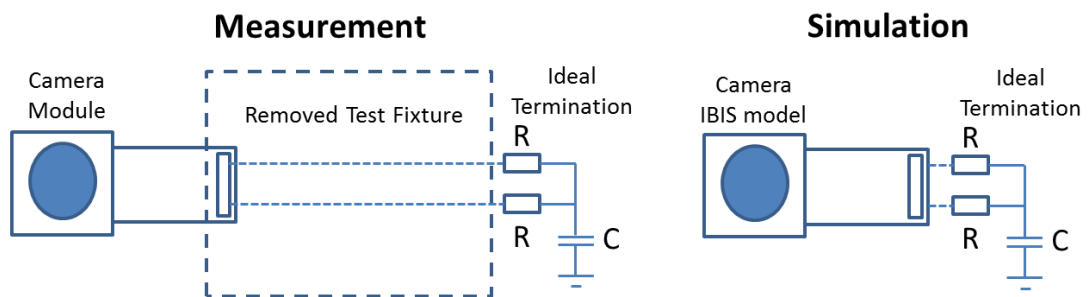 Measurement
Camera
Module
Removed Test Fixture
Ideal
Termination
R
R
C
Simulation
Camera
IBIS model
Ideal
Termination
R
R
C